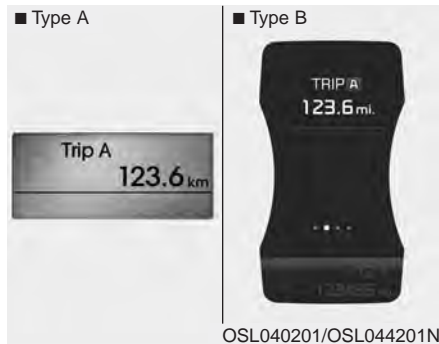 ■ Type A
■ Type B
Trip A
123.6 km
TRIP A
123.6 mi.
OSL040201/OSL044201N